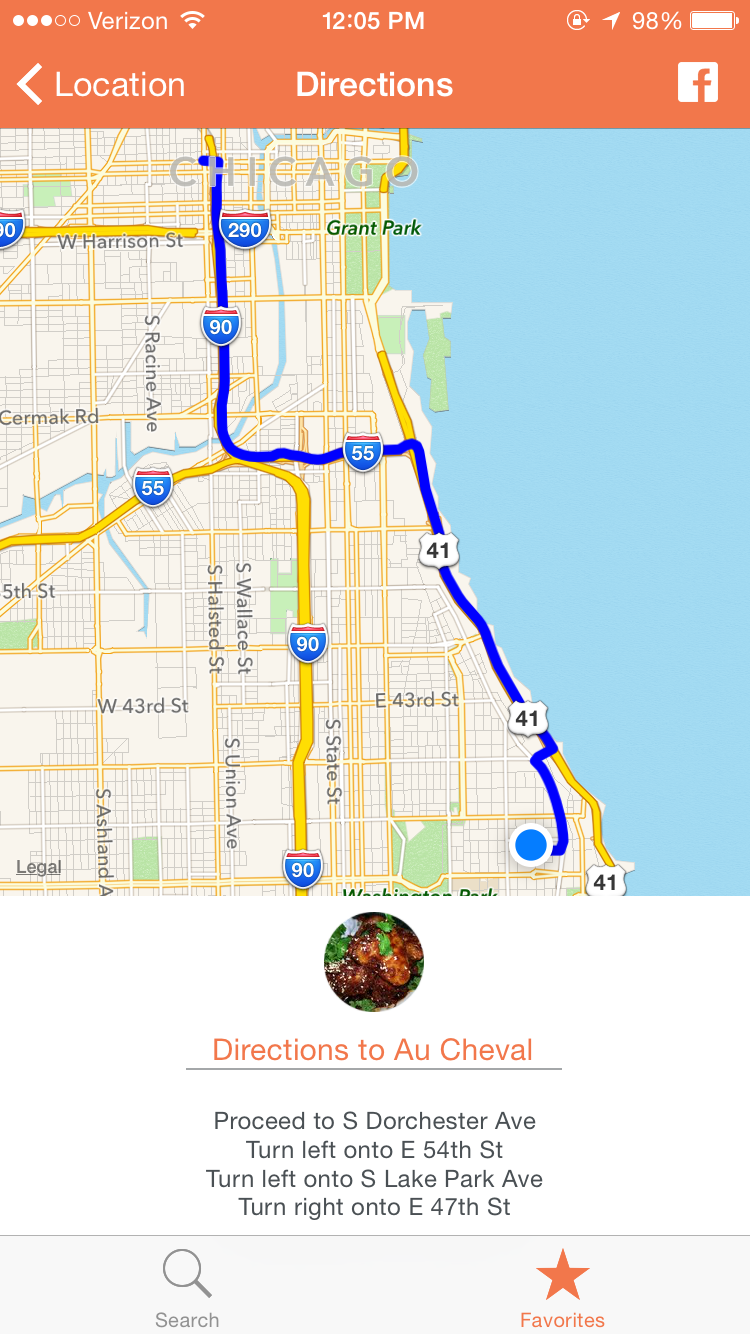 Verizon 12:05 PM 98%
Location Directions f
CHICAGO
90 290 Grant Park
W Harrison St
90
S Racine Ave
Cermak Rd
55
55
41
5th St
S Halsted St
S Wallace St
90
W 43rd St
E 43rd St
41
S Union Ave
S State St
S Ashland A
Legal
90
41
Washington Park
Directions to Au Cheval
Proceed to S Dorchester Ave
Turn left onto E 54th St
Turn left onto S Lake Park Ave
Turn right onto E 47th St
Search Favorites